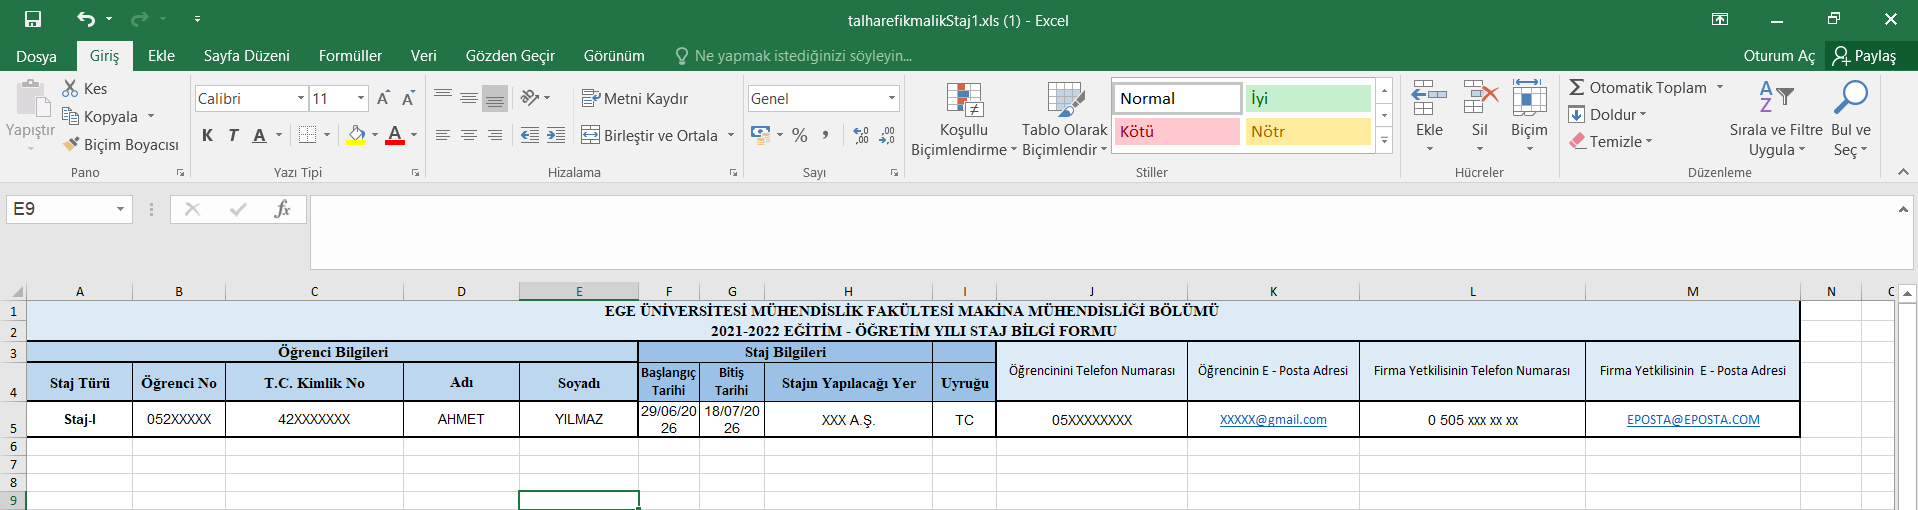 talharefikmalikStaj1.xls (1) - Excel
Dosya Giriş Ekle Sayfa Düzeni Formüller Veri Gözden Geçir Görünüm Ne yapmak istediğinizi söyleyin... Oturum Aç Paylaş
Yapıştır
Kes
Kopyala
Biçim Boyacısı
Pano
Calibri 11
K T A
Yazı Tipi
Metni Kaydır
Birleştir ve Ortala
Hizalama
Genel
% ,
Sayı
Koşullu Biçimlendirme
Tablo Olarak Biçimlendir
Normal İyi
Kötü Nötr
Stiller
Ekle Sil Biçim
Hücreler
Otomatik Toplam
Doldur
Temizle
Sırala ve Filtre Uygula
Bul ve Seç
Düzenleme
E9 fx
A B C D E F G H I J K L M N
1 EGE ÜNİVERSİTESİ MÜHENDİSLİK FAKÜLTESİ MAKİNA MÜHENDİSLİĞİ BÖLÜMÜ
2 2021-2022 EĞİTİM - ÖĞRETİM YILI STAJ BİLGİ FORMU
3 Öğrenci Bilgileri Staj Bilgileri
4 Staj Türü Öğrenci No T.C. Kimlik No Adı Soyadı Başlangıç Tarihi Bitiş Tarihi Stajın Yapılacağı Yer Uyruğu Öğrencinini Telefon Numarası Öğrencinin E - Posta Adresi Firma Yetkilisinin Telefon Numarası Firma Yetkilisinin E - Posta Adresi
5 Staj-I 052XXXXX 42XXXXXXX AHMET YILMAZ 29/06/2026 18/07/2026 XXX A.Ş. TC 05XXXXXXXX XXXXX@gmail.com 0 505 xxx xx xx EPOSTA@EPOSTA.COM
6
7
8
9